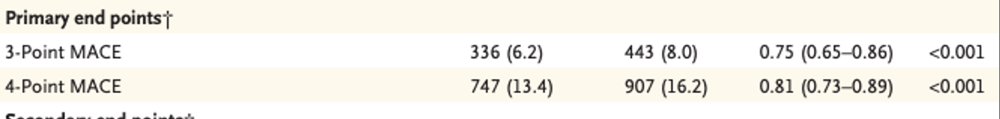 Primary end points†
3-Point MACE 336 (6.2) 443 (8.0) 0.75 (0.65–0.86) <0.001
4-Point MACE 747 (13.4) 907 (16.2) 0.81 (0.73–0.89) <0.001
Secondary end points†